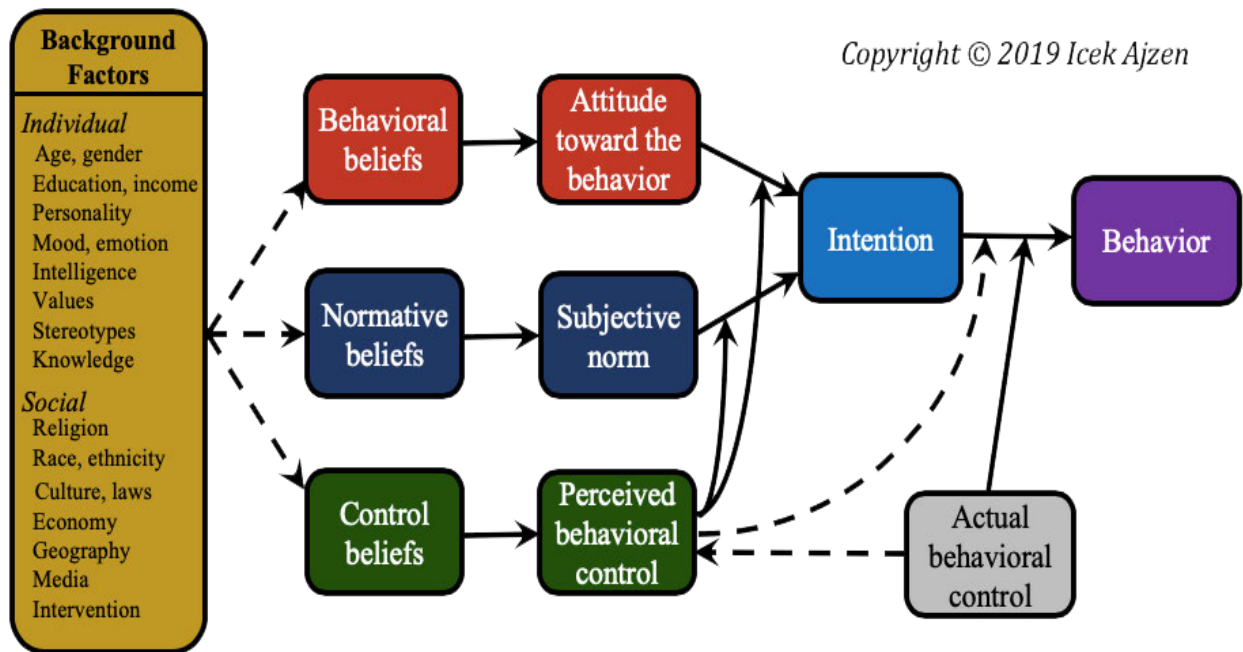 Background
Factors
Individual
Age, gender
Education, income
Personality
Mood, emotion
Intelligence
Values
Stereotypes
Knowledge
Social
Religion
Race, ethnicity
Culture, laws
Economy
Geography
Media
Intervention
Behavioral
beliefs
Attitude
toward the
behavior
Normative
beliefs
Subjective
norm
Control
beliefs
Perceived
behavioral
control
Intention
Behavior
Actual
behavioral
control
Copyright © 2019 Icek Ajzen